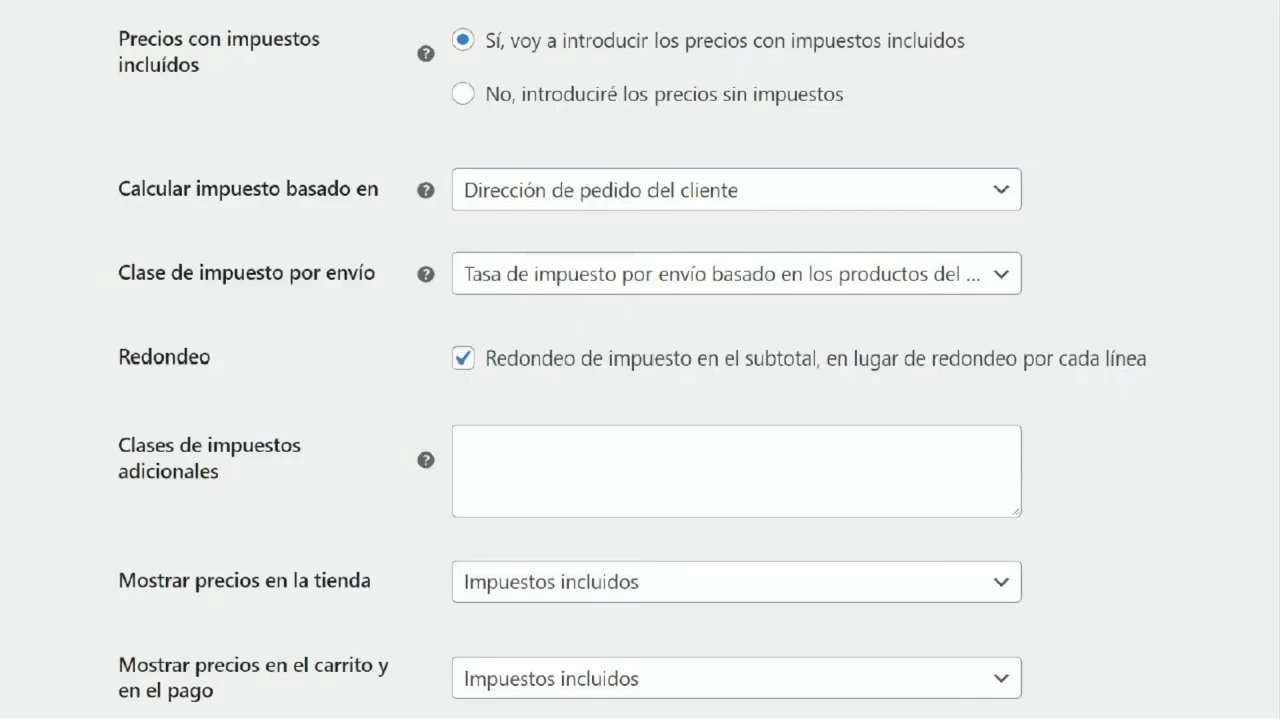 Precios con impuestos
incluídos
Sí, voy a introducir los precios con impuestos incluidos
No, introduciré los precios sin impuestos
Calcular impuesto basado en
Dirección de pedido del cliente
Clase de impuesto por envío
Tasa de impuesto por envío basado en los productos del ...
Redondeo
Redondeo de impuesto en el subtotal, en lugar de redondeo por cada línea
Clases de impuestos
adicionales
Mostrar precios en la tienda
Impuestos incluidos
Mostrar precios en el carrito y
en el pago
Impuestos incluidos